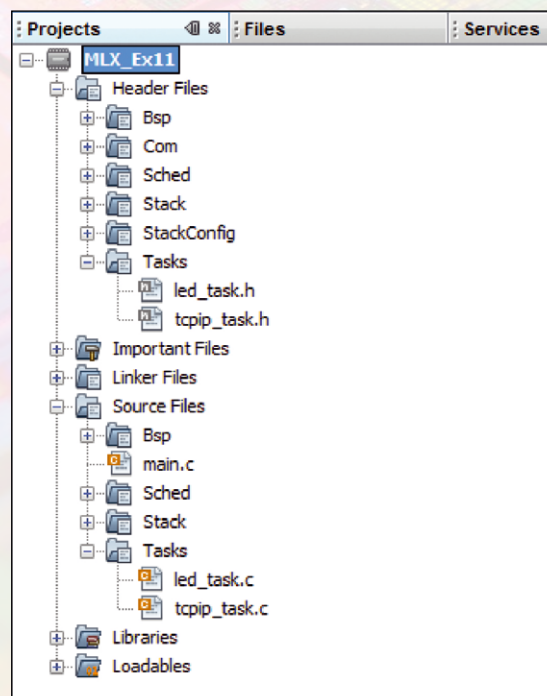 Projects Files Services
MLX_Ex11
Header Files
Bsp
Com
Sched
Stack
StackConfig
Tasks
led_task.h
tcpip_task.h
Important Files
Linker Files
Source Files
Bsp
main.c
Sched
Stack
Tasks
led_task.c
tcpip_task.c
Libraries
Loadables